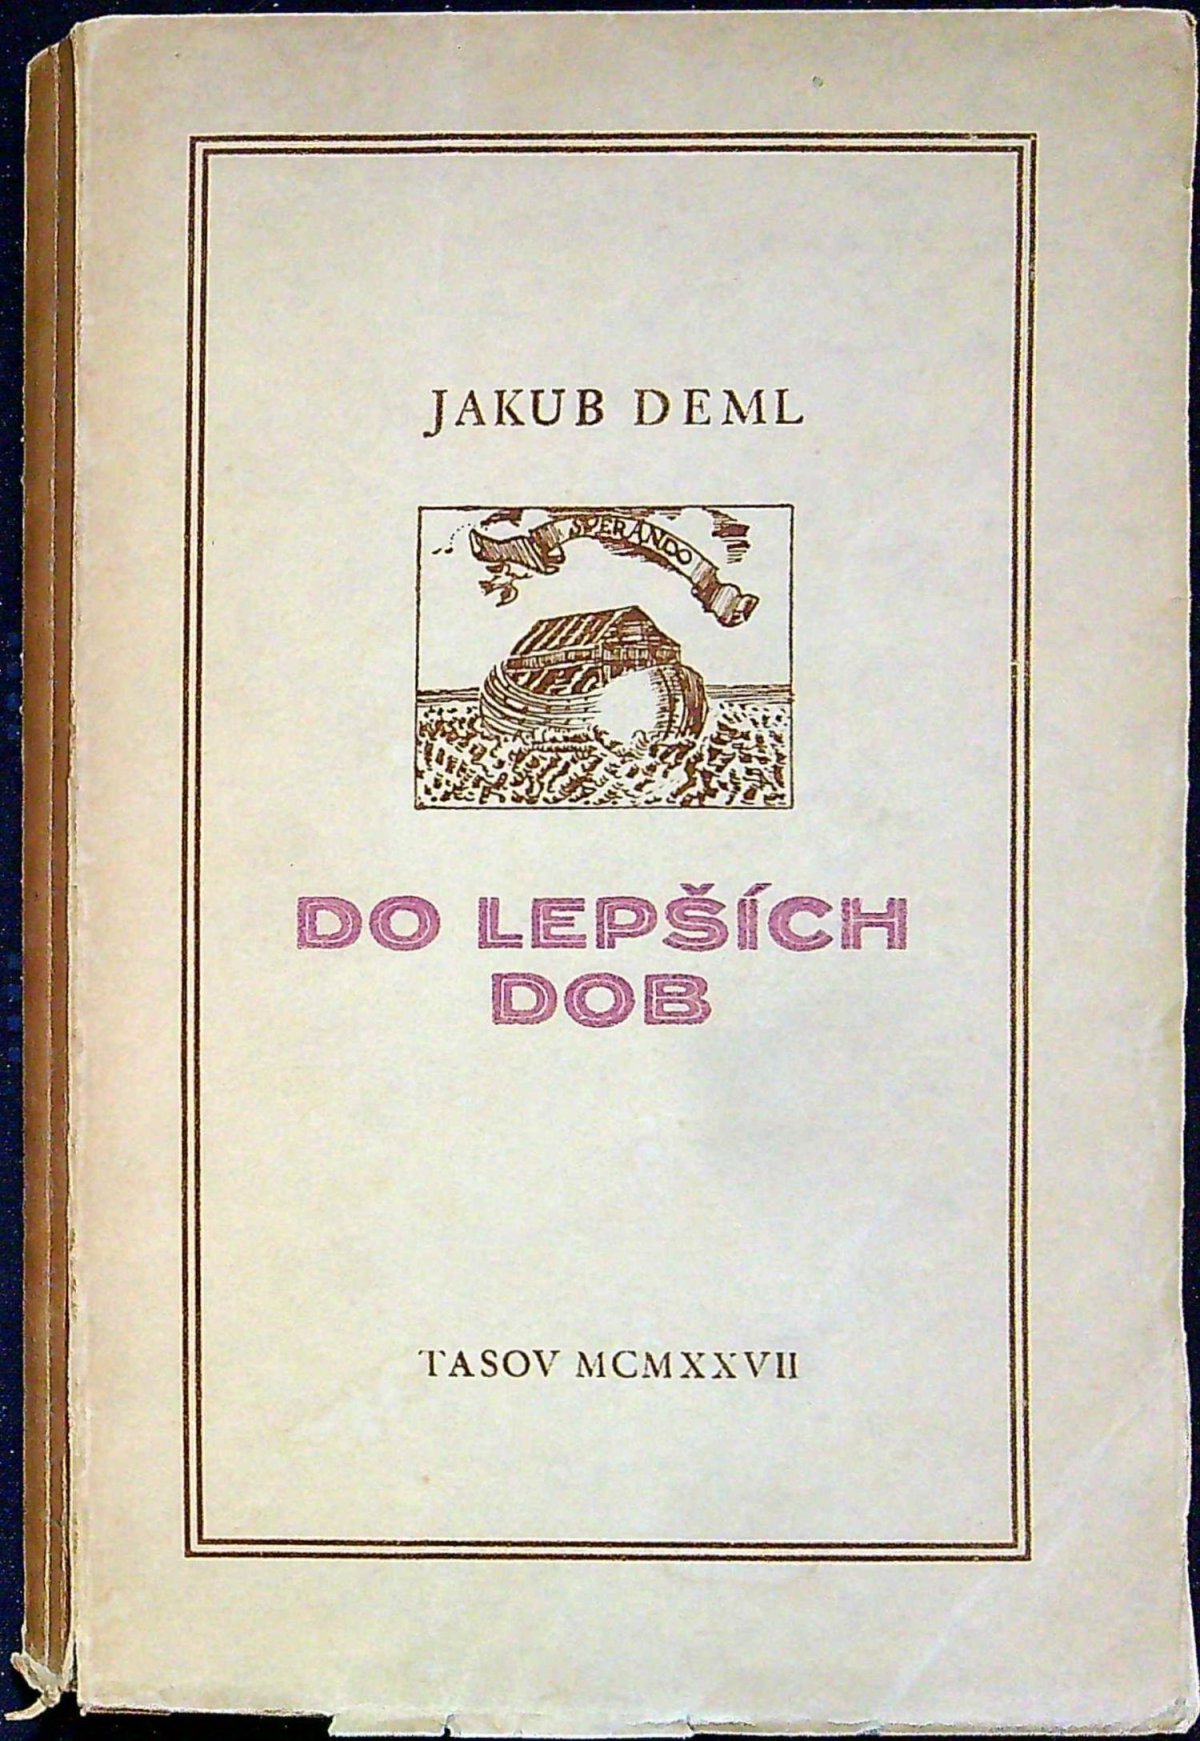 JAKUB DEML
SPERANDO
DO LEPŠÍCH
DOB
TASOV MCMXXVII